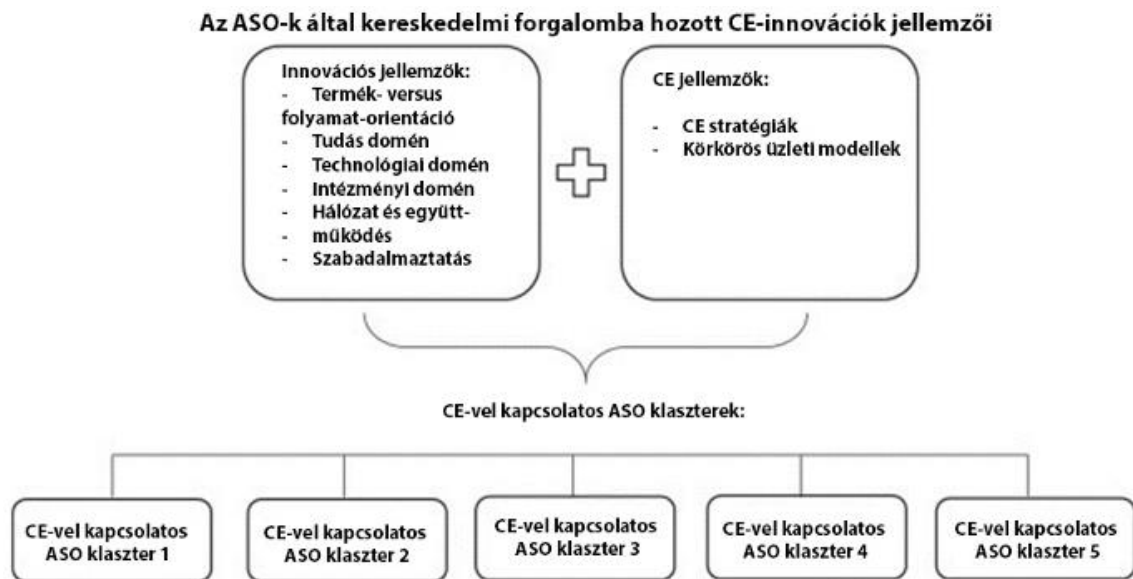 Az ASO-k által kereskedelmi forgalomba hozott CE-innovációk jellemzői
Innovációs jellemzők:
- Termék- versus
folyamat-orientáció
- Tudás domén
- Technológiai domén
- Intézményi domén
- Hálózat és együtt-
- működés
- Szabadalmaztatás
CE jellemzők:
- CE stratégiák
- Körkörös üzleti modellek
CE-vel kapcsolatos ASO klaszterek:
CE-vel kapcsolatos
ASO klaszter 1
CE-vel kapcsolatos
ASO klaszter 2
CE-vel kapcsolatos
ASO klaszter 3
CE-vel kapcsolatos
ASO klaszter 4
CE-vel kapcsolatos
ASO klaszter 5